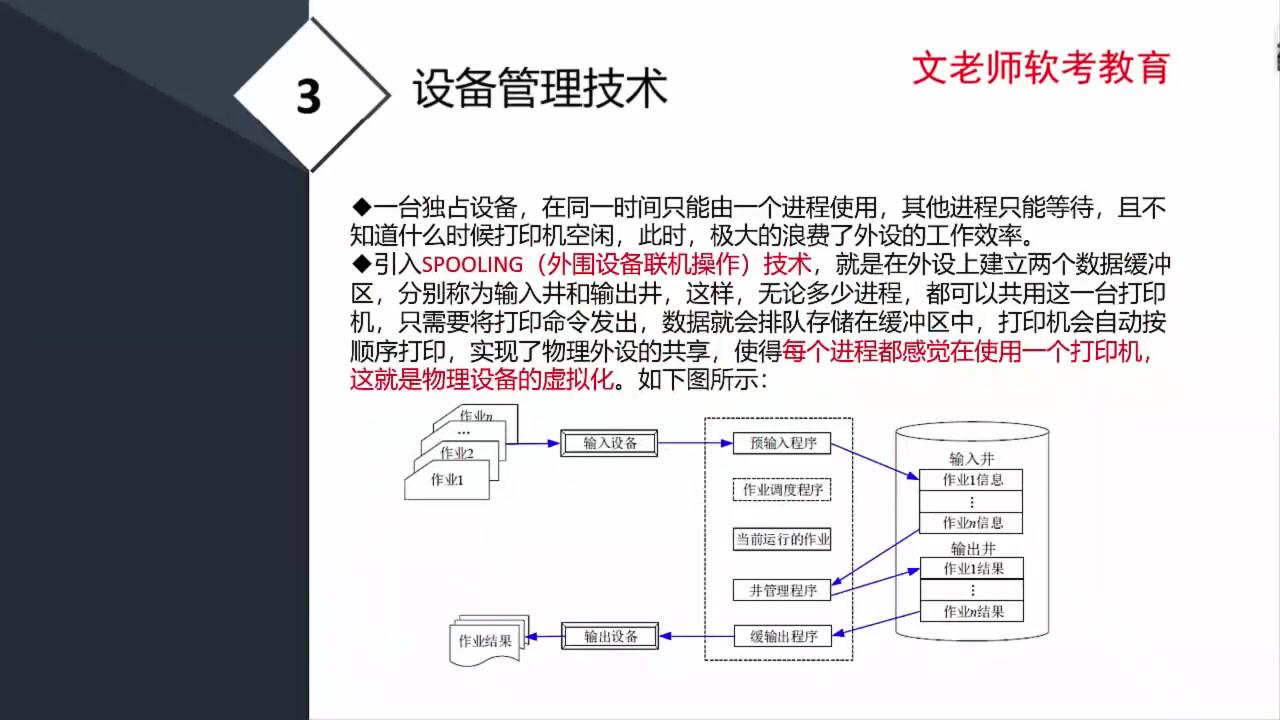 3
设备管理技术
文老师软考教育
◆一台独占设备，在同一时间只能由一个进程使用，其他进程只能等待，且不
知道什么时候打印机空闲，此时，极大的浪费了外设的工作效率。
◆引入SPOOLING（外围设备联机操作）技术，就是在外设上建立两个数据缓冲
区，分别称为输入井和输出井，这样，无论多少进程，都可以共用这一台打印
机，只需要将打印命令发出，数据就会排队存储在缓冲区中，打印机会自动按
顺序打印，实现了物理外设的共享，使得每个进程都感觉在使用一个打印机，
这就是物理设备的虚拟化。如下图所示：
作业n
...
作业2
作业1
输入设备
预输入程序
作业调度程序
当前运行的作业
井管理程序
缓输出程序
输入井
作业1信息
⋮
作业n信息
输出井
作业1结果
⋮
作业n结果
输出设备
作业结果